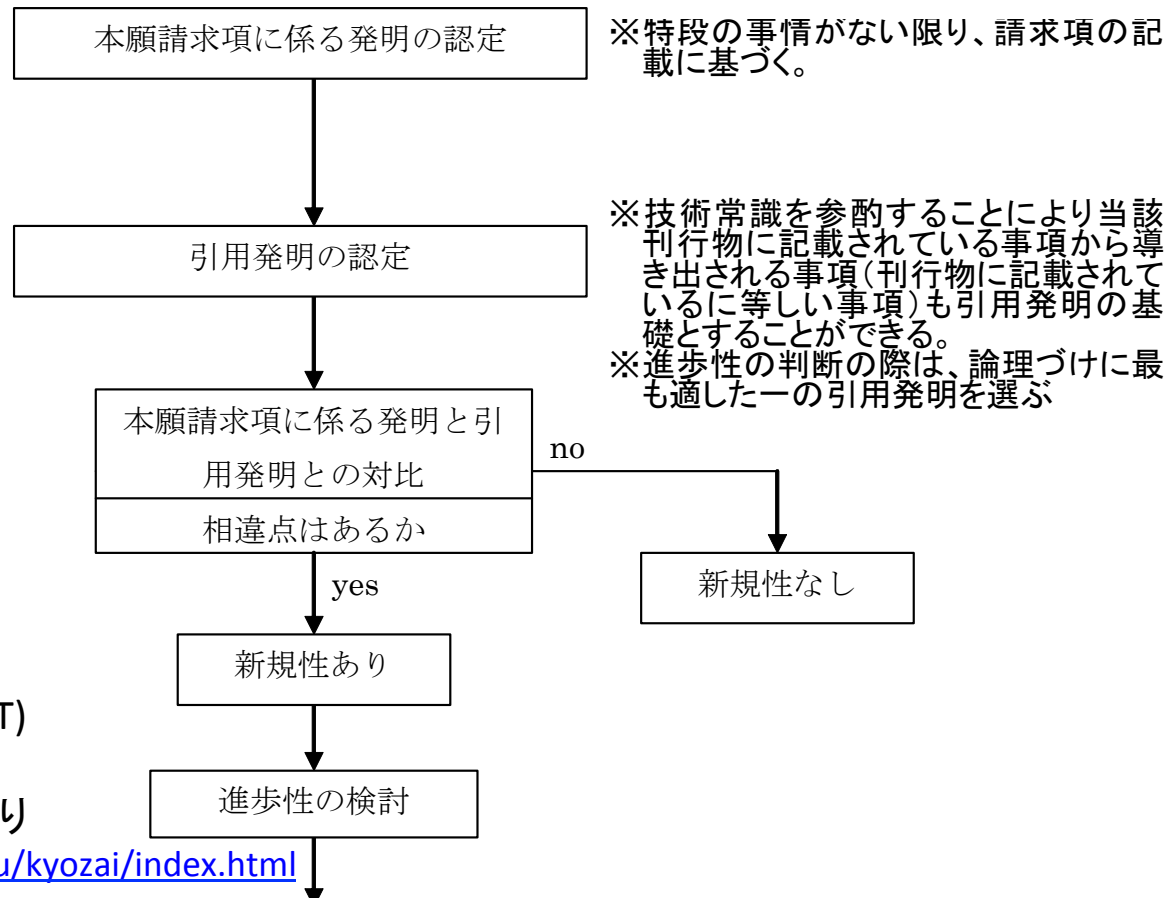 本願請求項に係る発明の認定
※特段の事情がない限り、請求項の記
載に基づく。
引用発明の認定
※技術常識を参酌することにより当該
刊行物に記載されている事項から導
き出される事項(刊行物に記載されて
いるに等しい事項)も引用発明の基
礎とすることができる。
※進歩性の判断の際は、論理づけに最
も適した一の引用発明を選ぶ
本願請求項に係る発明と引
用発明との対比
相違点はあるか
no
yes
新規性なし
新規性あり
T)
進歩性の検討
り
u/kyozai/index.html